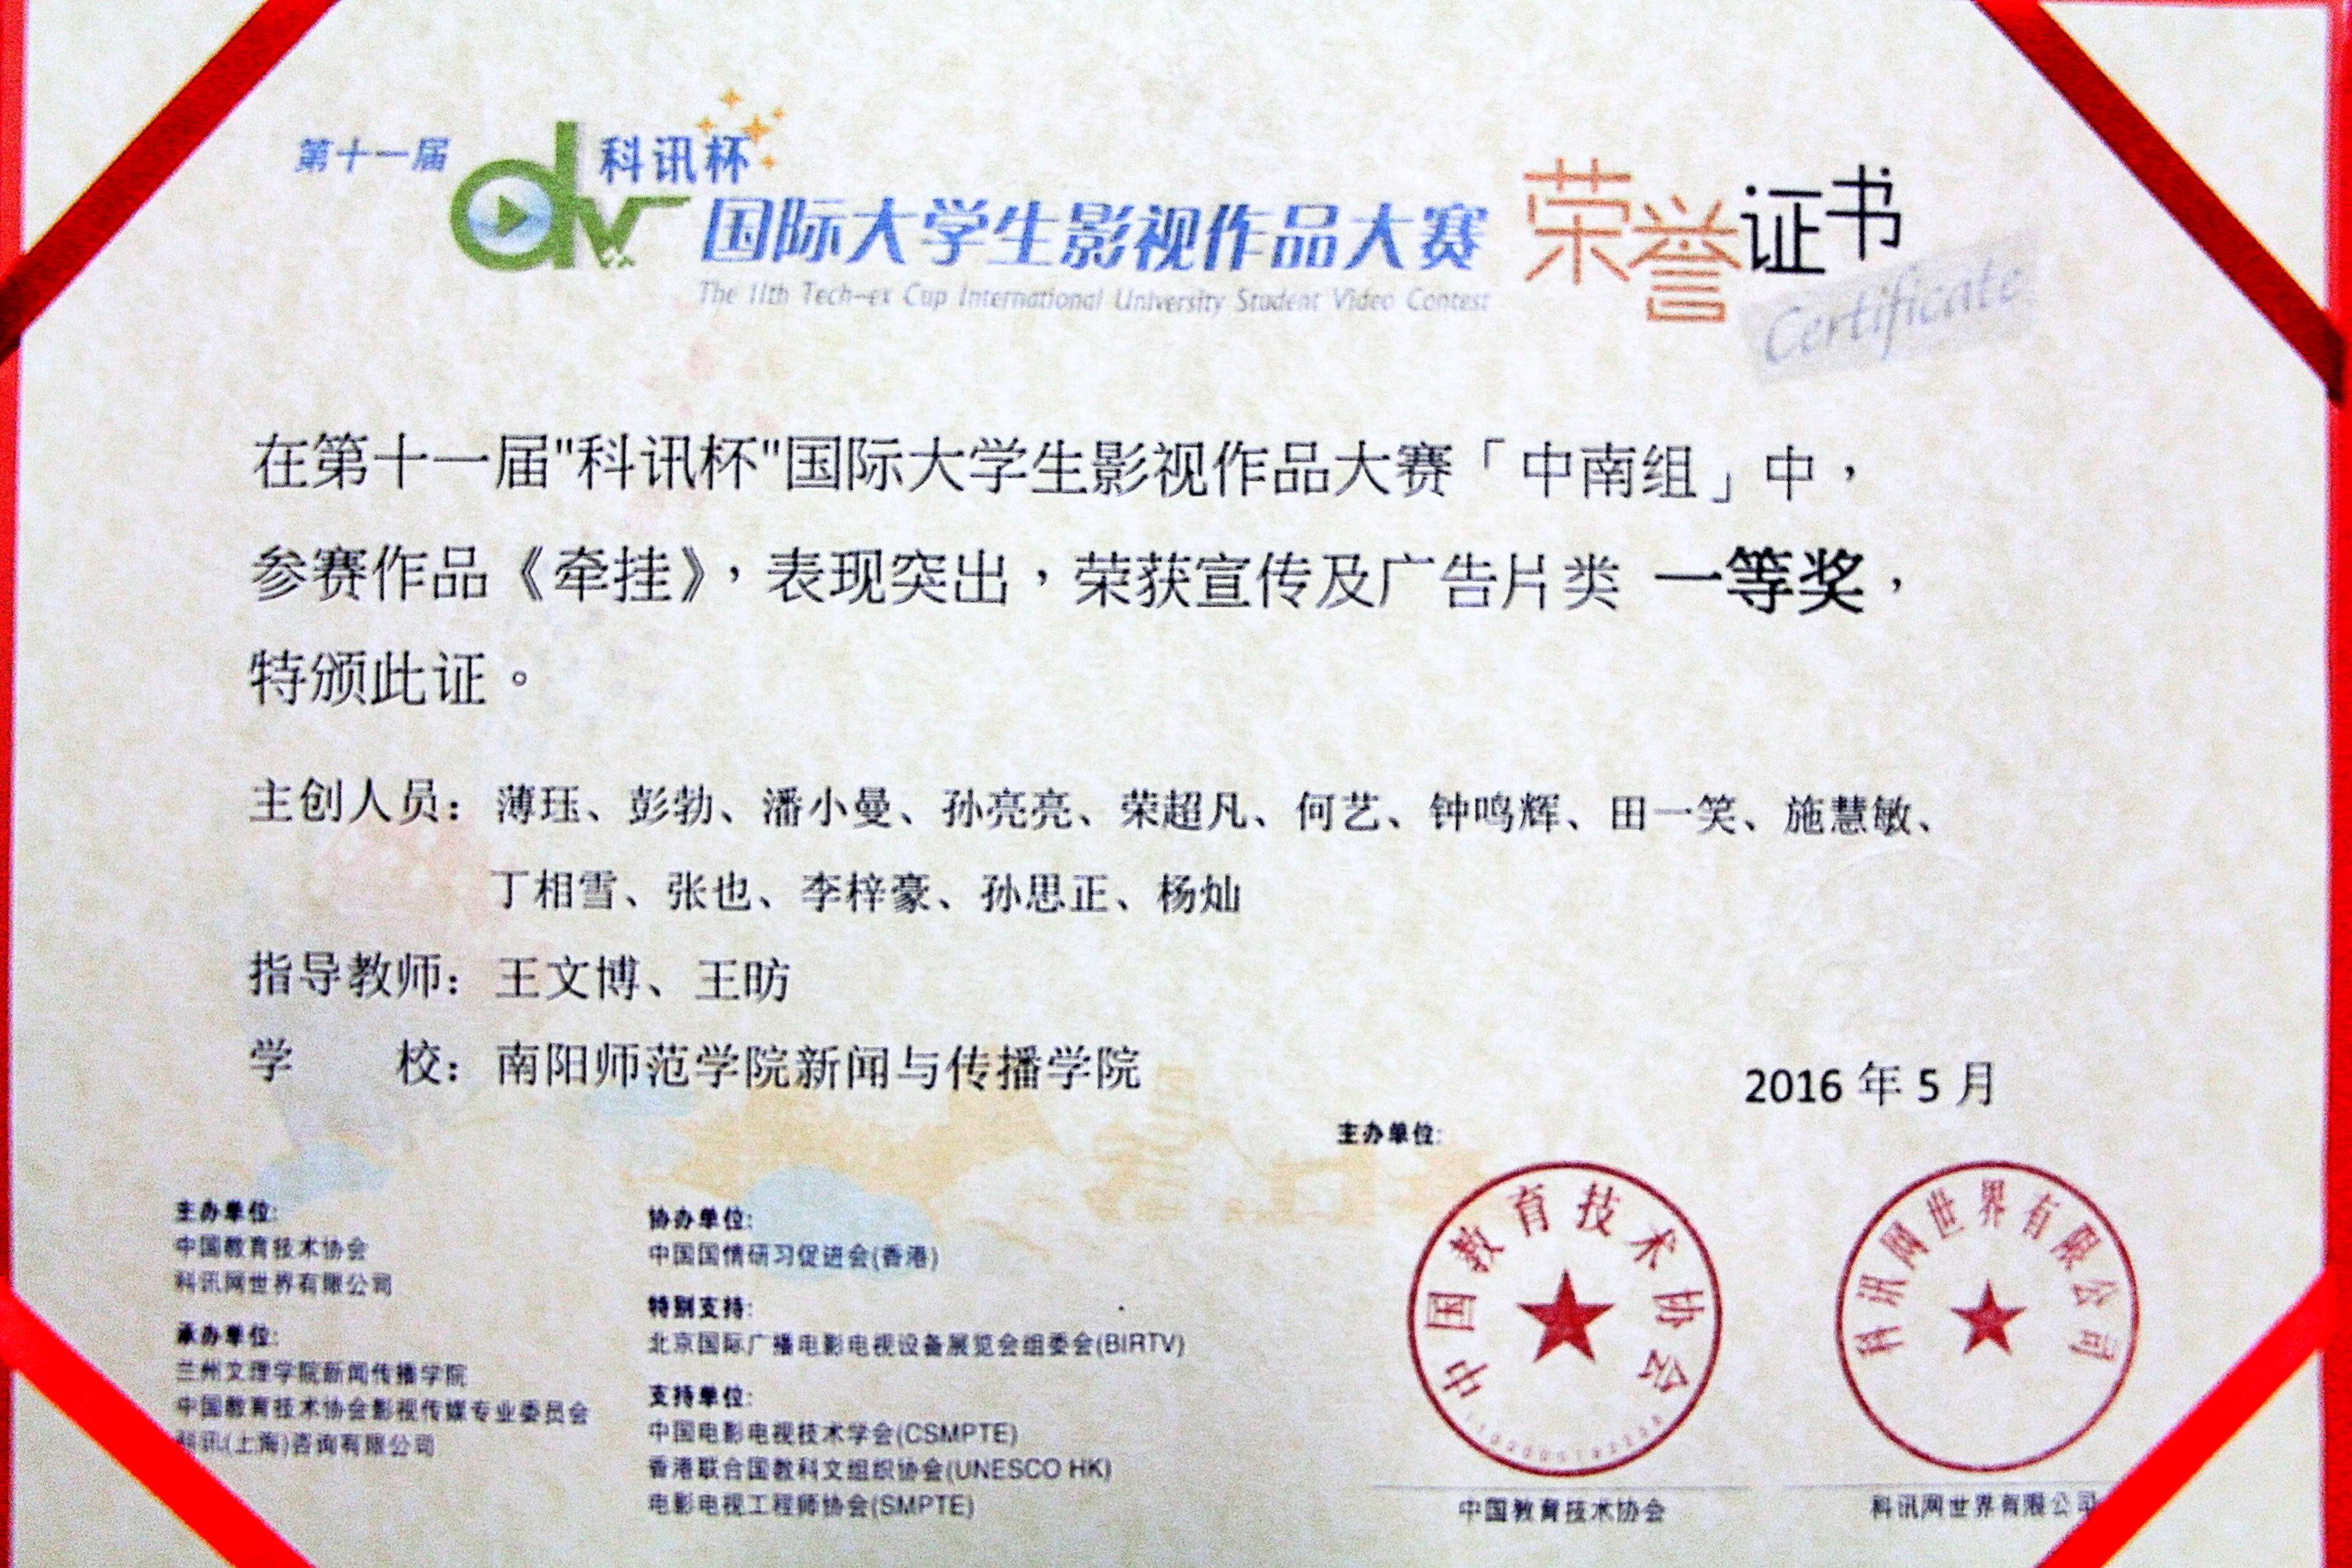 第十一届
dv 科讯杯
国际大学生影视作品大赛
The 11th Tech-ex Cup International University Student Video Contest
荣誉证书
Certificate
在第十一届"科讯杯"国际大学生影视作品大赛「中南组」中，
参赛作品《牵挂》，表现突出，荣获宣传及广告片类 一等奖，
特颁此证。
主创人员：薄珏、彭勃、潘小曼、孙亮亮、荣超凡、何艺、钟鸣辉、田一笑、施慧敏、
丁相雪、张也、李梓豪、孙思正、杨灿
指导教师：王文博、王昉
学　　校：南阳师范学院新闻与传播学院
2016 年 5 月
主办单位:
中国教育技术协会
科讯网世界有限公司
承办单位:
兰州文理学院新闻传播学院
中国教育技术协会影视传媒专业委员会
科讯(上海)咨询有限公司
协办单位:
中国国情研习促进会(香港)
特别支持:
北京国际广播电影电视设备展览会组委会(BIRTV)
支持单位:
中国电影电视技术学会(CSMPTE)
香港联合国教科文组织协会(UNESCO HK)
电影电视工程师协会(SMPTE)
主办单位:
中国教育技术协会
科讯网世界有限公司
中国教育技术协会
科讯网世界有限公司